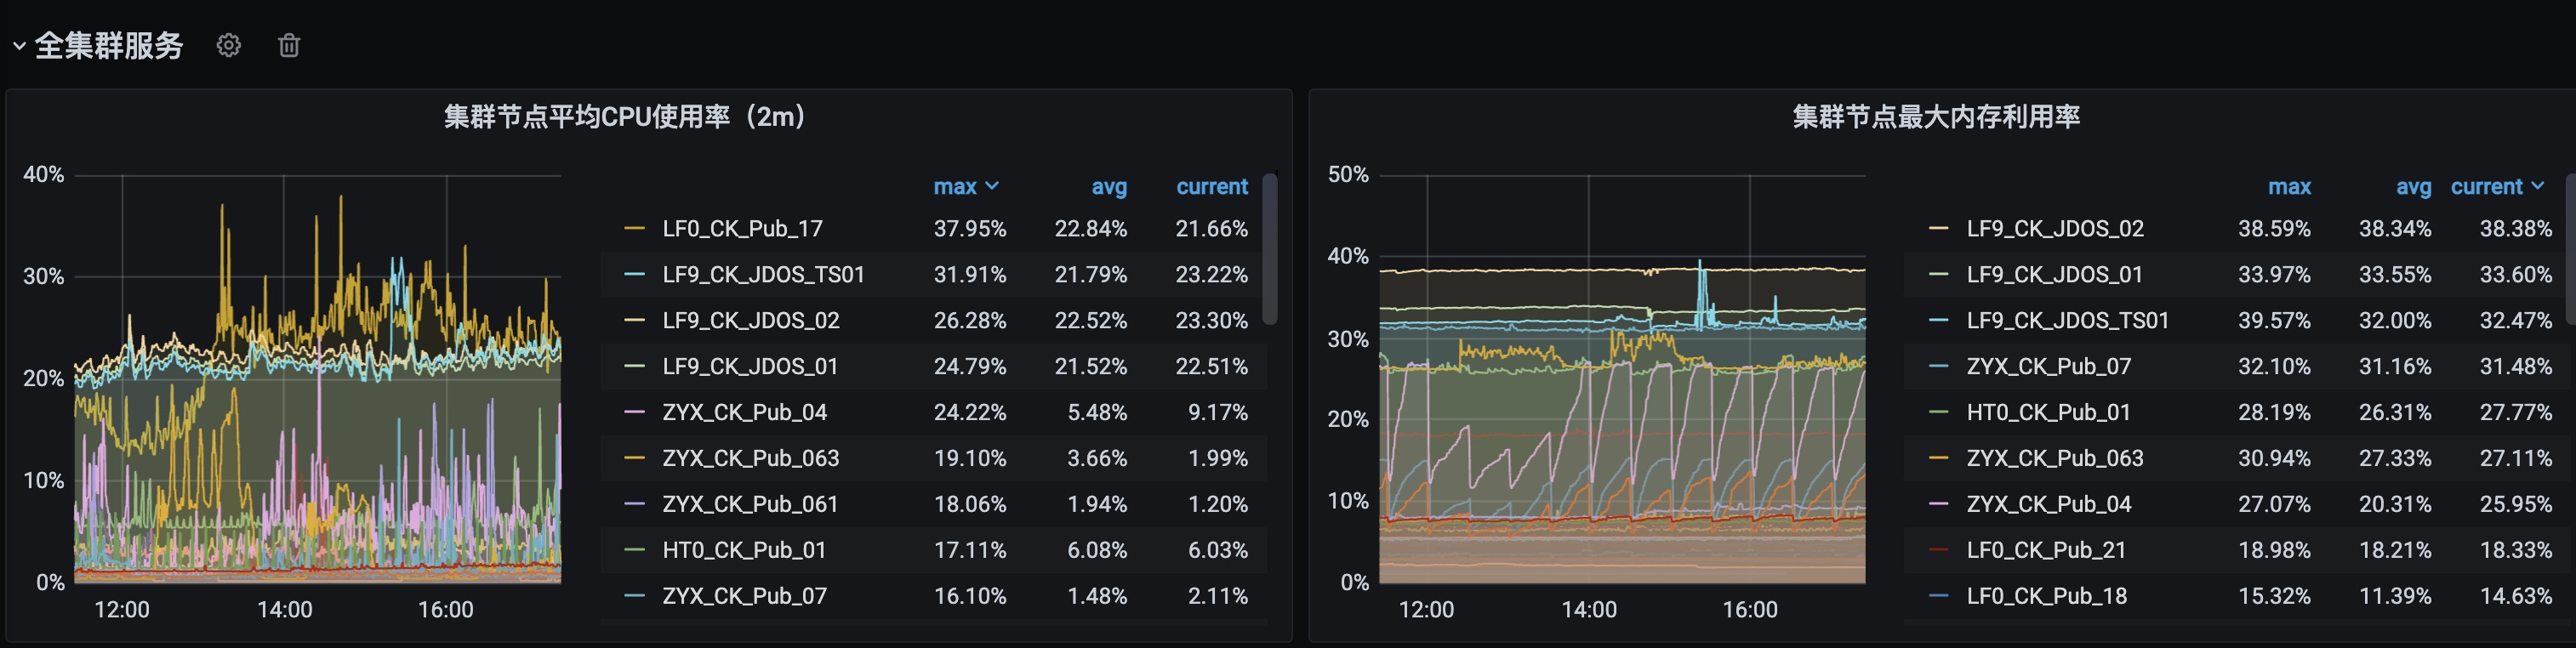 全集群服务
集群节点平均CPU使用率（2m）
40%
30%
20%
10%
0%
12:00 14:00 16:00
max avg current
LF0_CK_Pub_17 37.95% 22.84% 21.66%
LF9_CK_JDOS_TS01 31.91% 21.79% 23.22%
LF9_CK_JDOS_02 26.28% 22.52% 23.30%
LF9_CK_JDOS_01 24.79% 21.52% 22.51%
ZYX_CK_Pub_04 24.22% 5.48% 9.17%
ZYX_CK_Pub_063 19.10% 3.66% 1.99%
ZYX_CK_Pub_061 18.06% 1.94% 1.20%
HT0_CK_Pub_01 17.11% 6.08% 6.03%
ZYX_CK_Pub_07 16.10% 1.48% 2.11%
集群节点最大内存利用率
50%
40%
30%
20%
10%
0%
12:00 14:00 16:00
max avg current
LF9_CK_JDOS_02 38.59% 38.34% 38.38%
LF9_CK_JDOS_01 33.97% 33.55% 33.60%
LF9_CK_JDOS_TS01 39.57% 32.00% 32.47%
ZYX_CK_Pub_07 32.10% 31.16% 31.48%
HT0_CK_Pub_01 28.19% 26.31% 27.77%
ZYX_CK_Pub_063 30.94% 27.33% 27.11%
ZYX_CK_Pub_04 27.07% 20.31% 25.95%
LF0_CK_Pub_21 18.98% 18.21% 18.33%
LF0_CK_Pub_18 15.32% 11.39% 14.63%